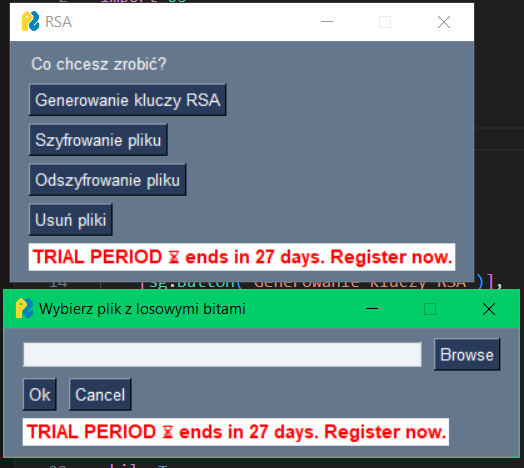 import os
RSA
Co chcesz zrobić?
Generowanie kluczy RSA
Szyfrowanie pliku
Odszyfrowanie pliku
Usuń pliki
TRIAL PERIOD ⌛ ends in 27 days. Register now.
14 [sg.Button('Generowanie kluczy RSA')],
Wybierz plik z losowymi bitami
Browse
Ok Cancel
TRIAL PERIOD ⌛ ends in 27 days. Register now.